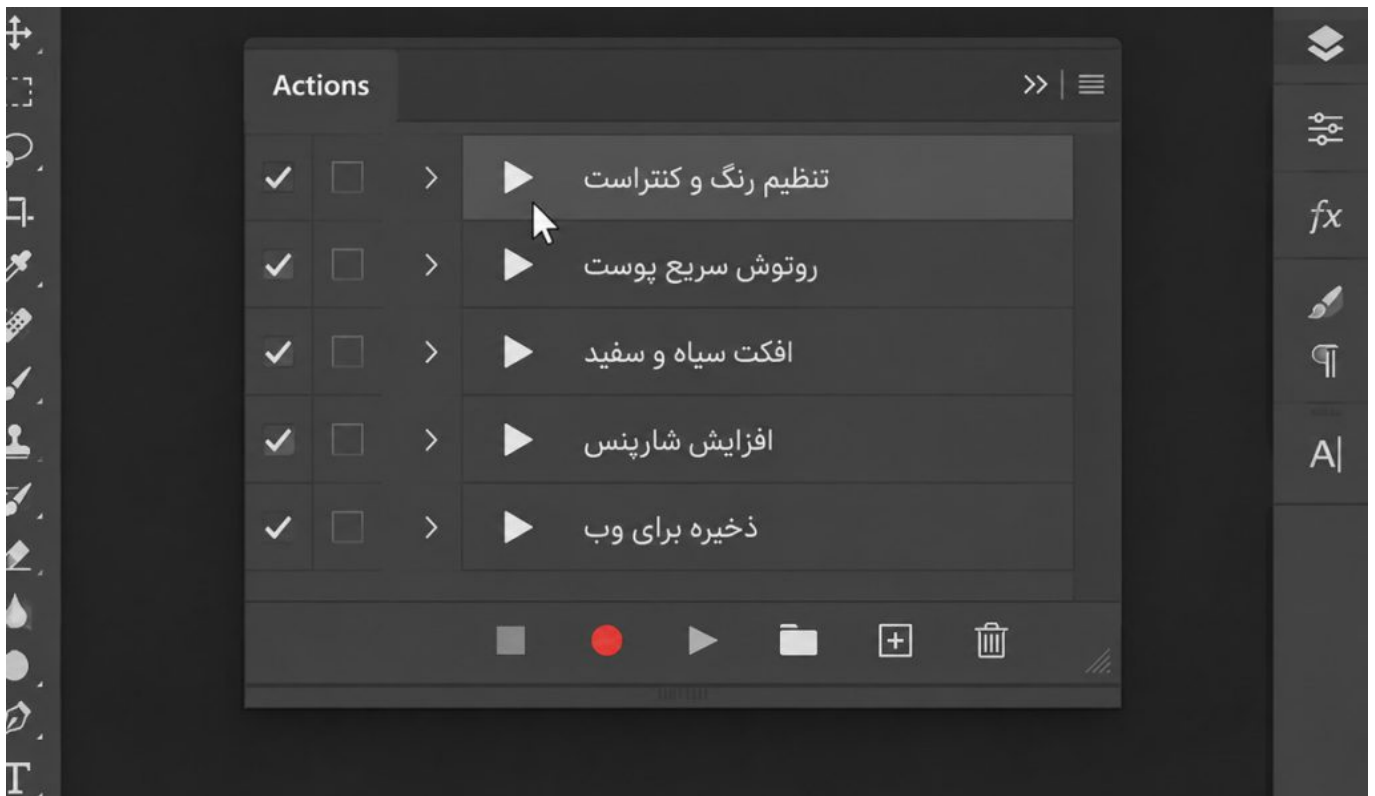 Actions
تنظیم رنگ و کنتراست
روتوش سریع پوست
افکت سیاه و سفید
افزایش شارپنس
ذخیره برای وب
fx
A
T